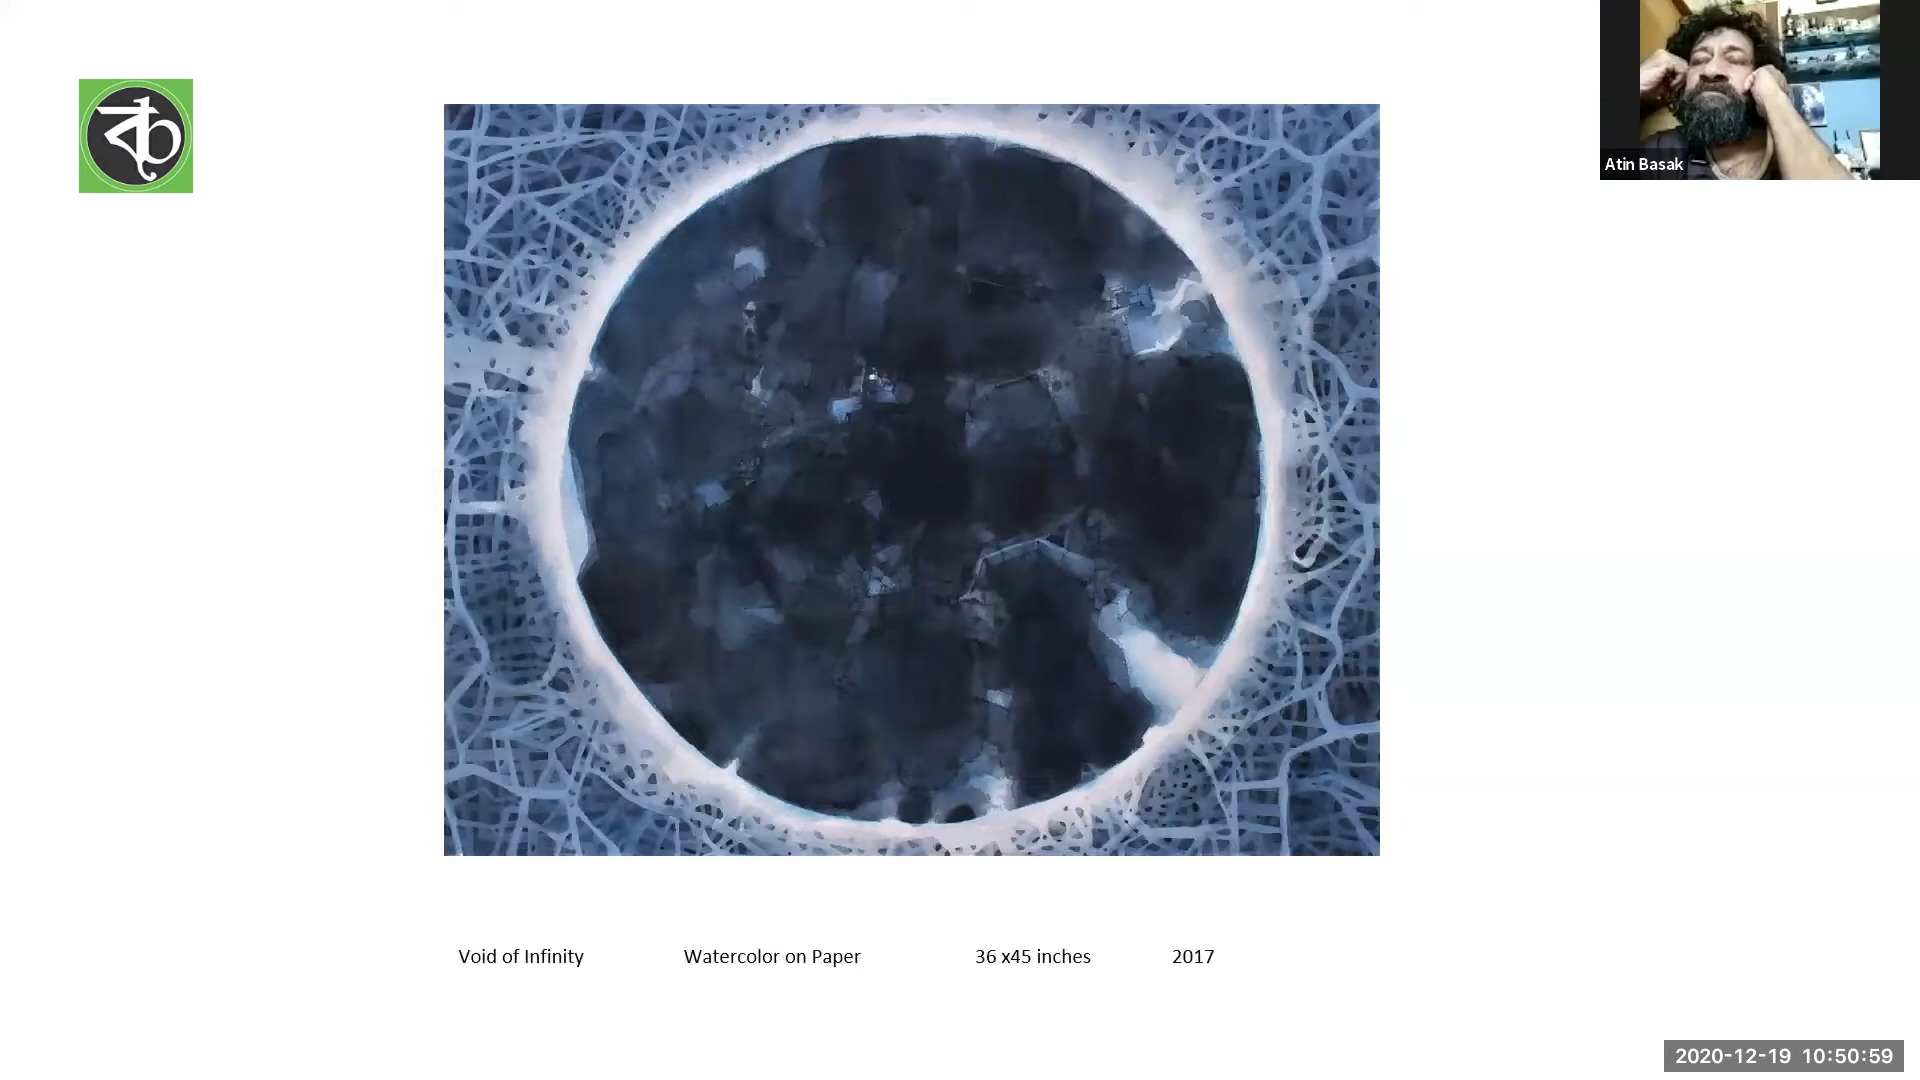 Atin Basak
Void of Infinity Watercolor on Paper 36 x45 inches 2017
2020-12-19 10:50:59